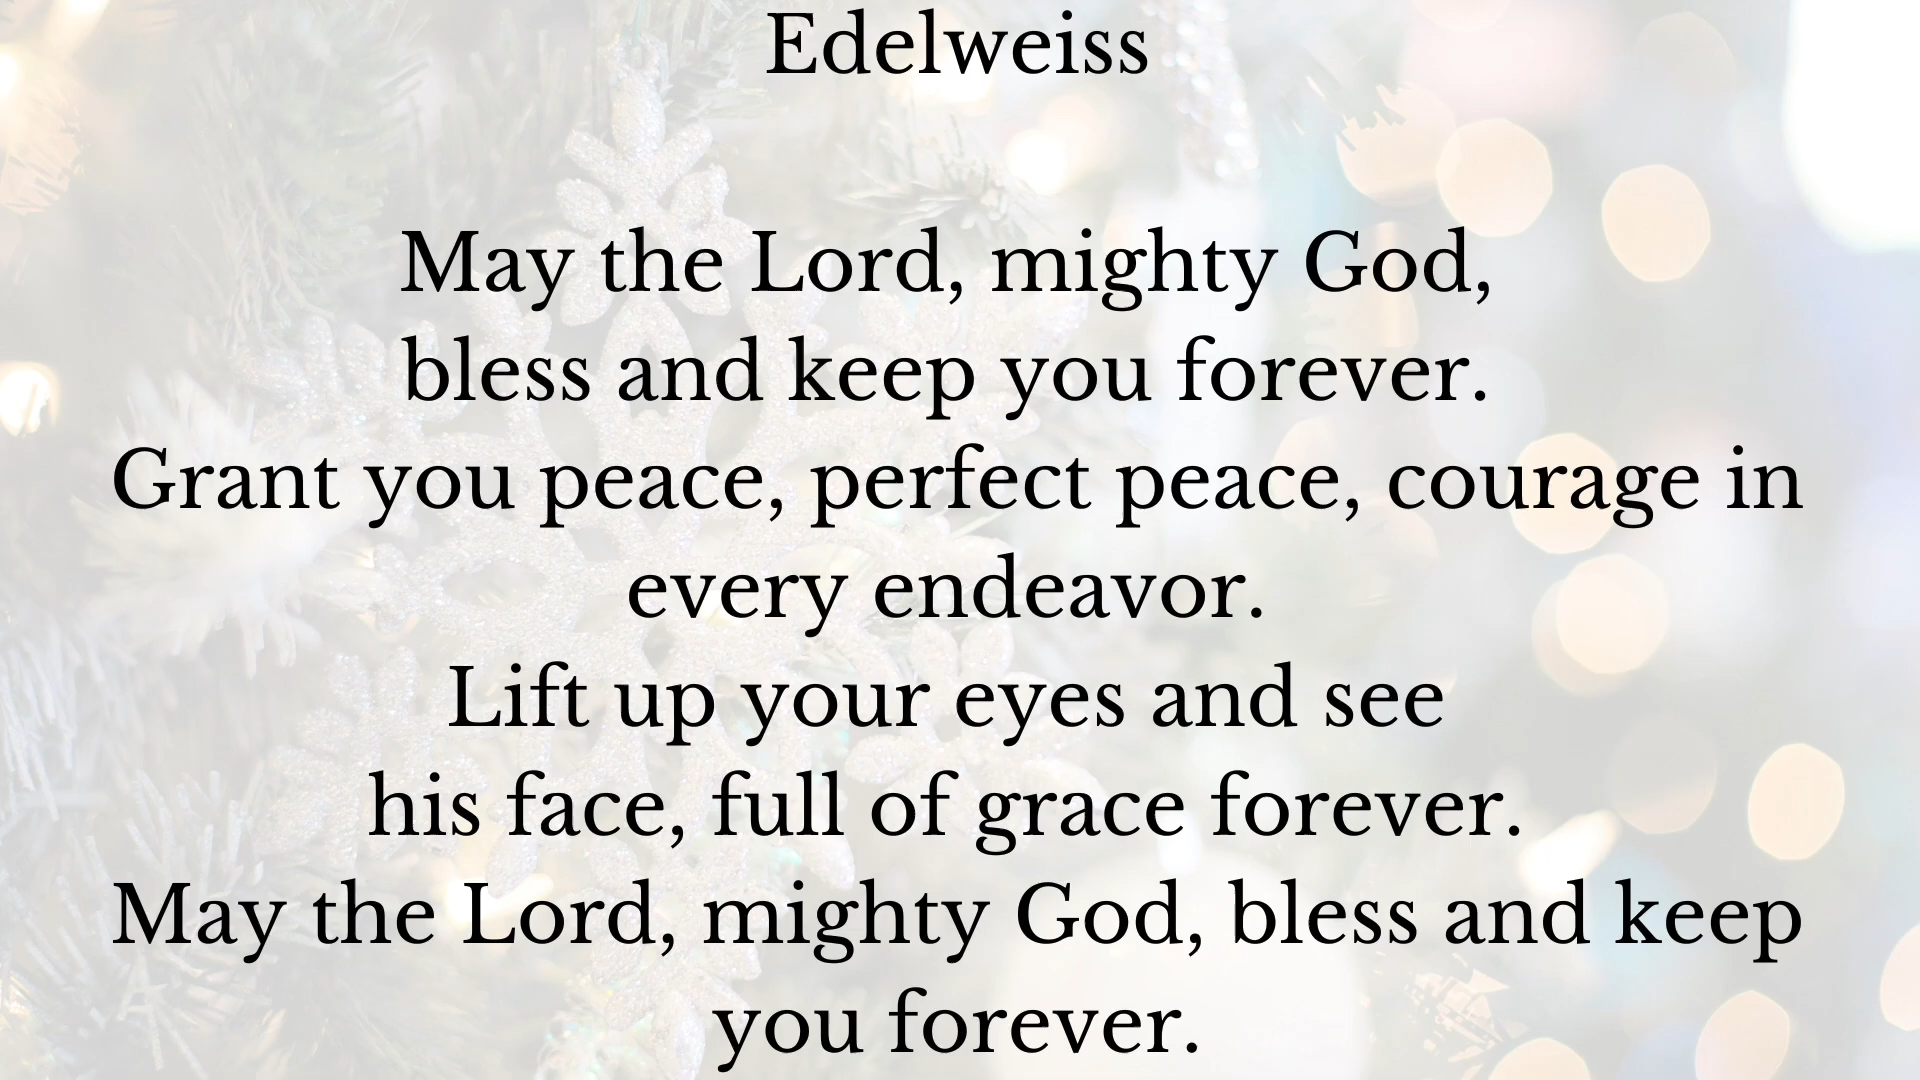 Edelweiss
May the Lord, mighty God,
bless and keep you forever.
Grant you peace, perfect peace, courage in
every endeavor.
Lift up your eyes and see
his face, full of grace forever.
May the Lord, mighty God, bless and keep
you forever.